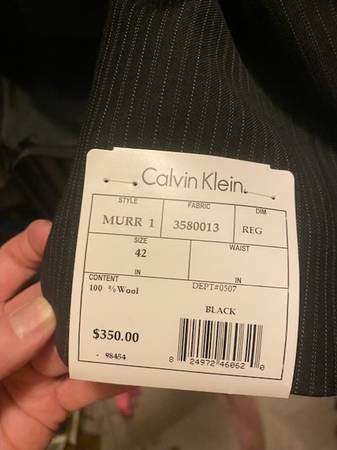 Calvin Klein
STYLE FABRIC DIM
MURR 1 3580013 REG
SIZE WAIST
42
IN IN
CONTENT
100 %Wool DEPT#0507
BLACK
$350.00
- 98454
8 24972 46062 0